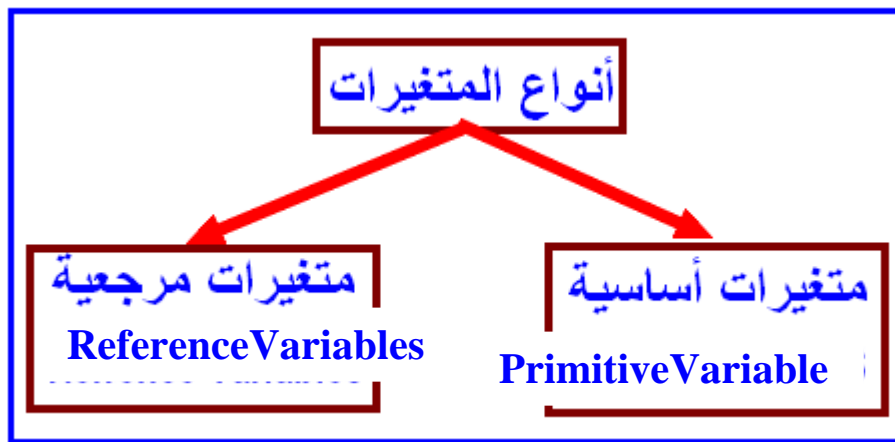 أنواع المتغيرات
متغيرات أساسية
PrimitiveVariable
متغيرات مرجعية
ReferenceVariables